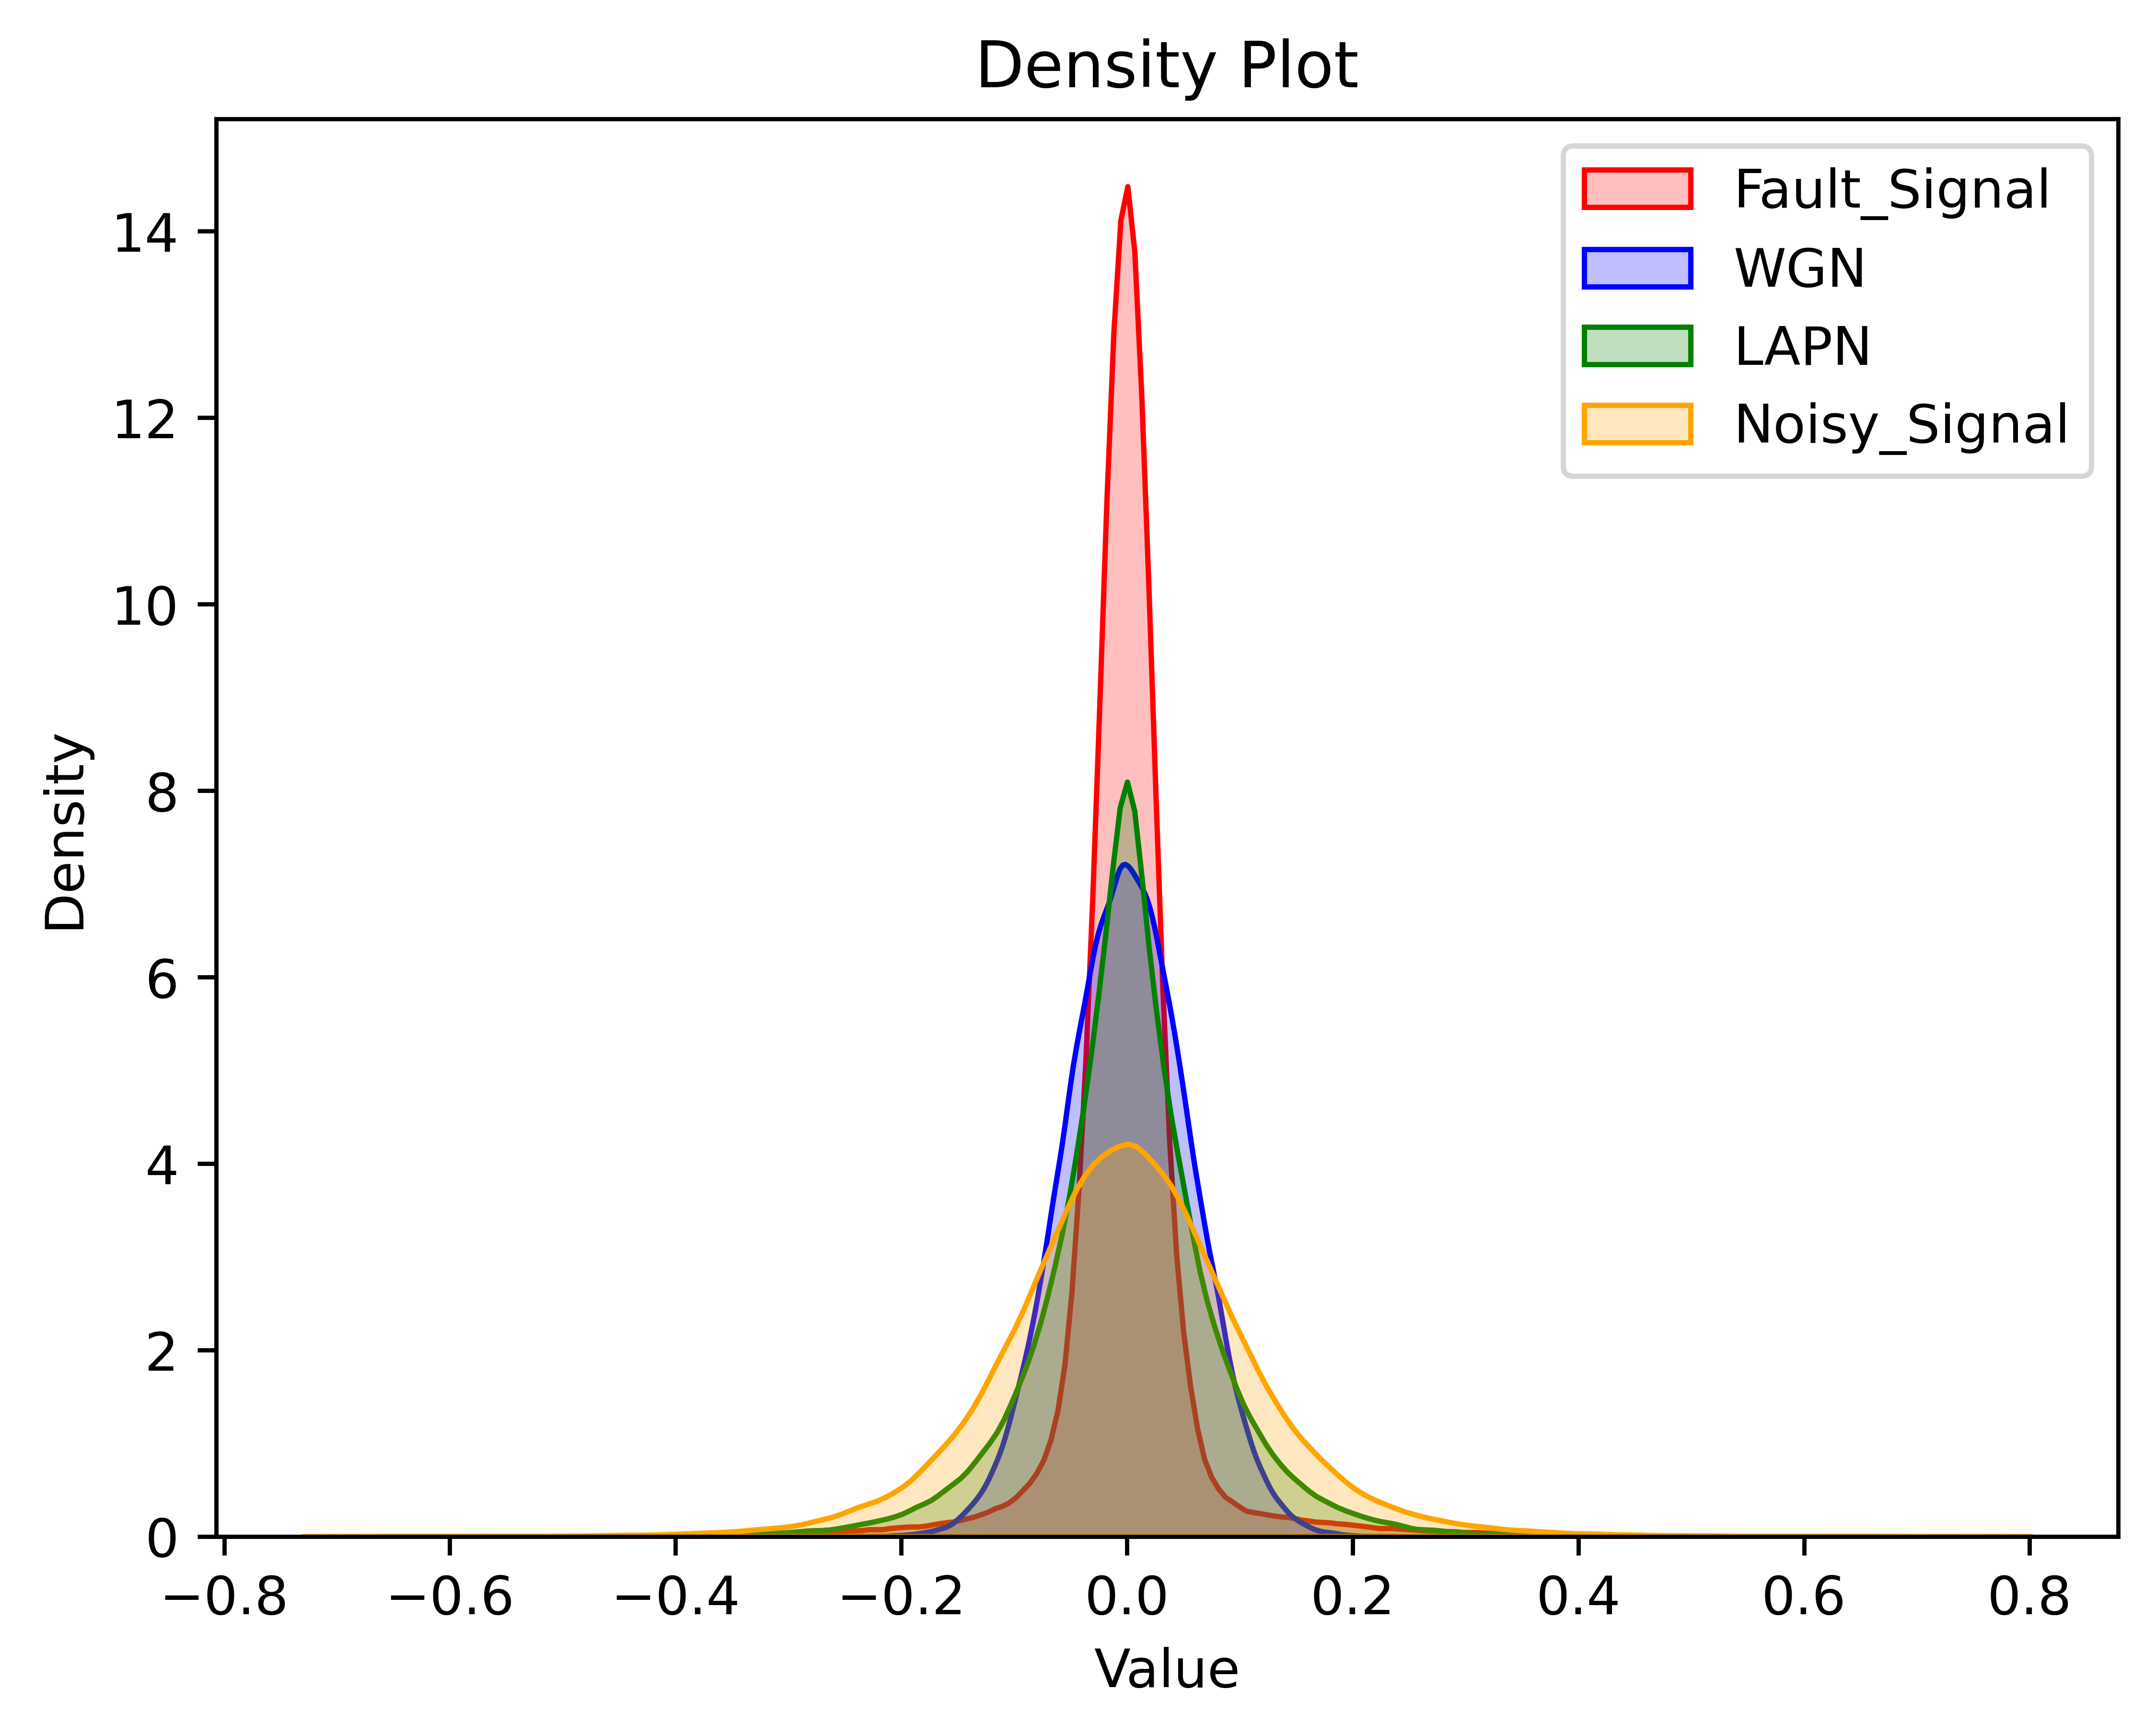 Density Plot
Fault_Signal
WGN
LAPN
Noisy_Signal
Density
14
12
10
8
6
4
2
0
−0.8 −0.6 −0.4 −0.2 0.0 0.2 0.4 0.6 0.8
Value